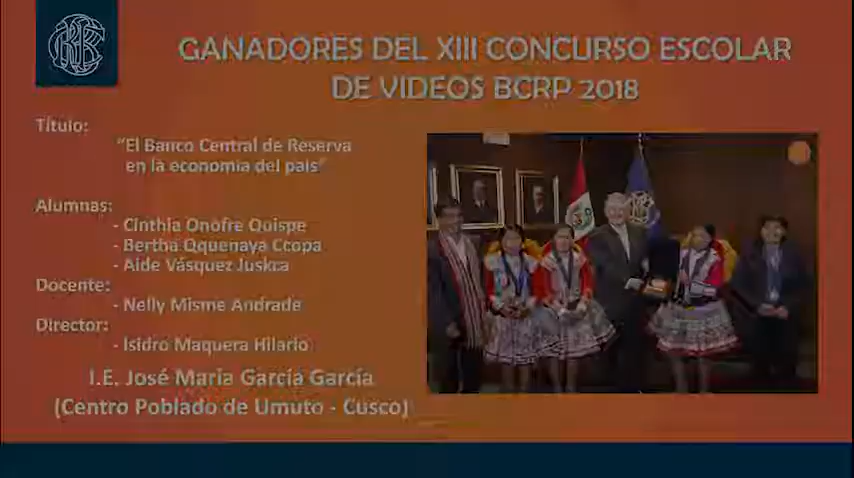 GANADORES DEL XIII CONCURSO ESCOLAR
DE VIDEOS BCRP 2018
Título:
"El Banco Central de Reserva
en la economía del país"
Alumnas:
- Cinthia Onofre Quispe
- Bertha Qquenaya Ccopa
- Aide Vásquez Juskca
Docente:
- Nelly Misme Andrade
Director:
- Isidro Maquera Hilario
I.E. José Maria García García
(Centro Poblado de Umuto - Cusco)